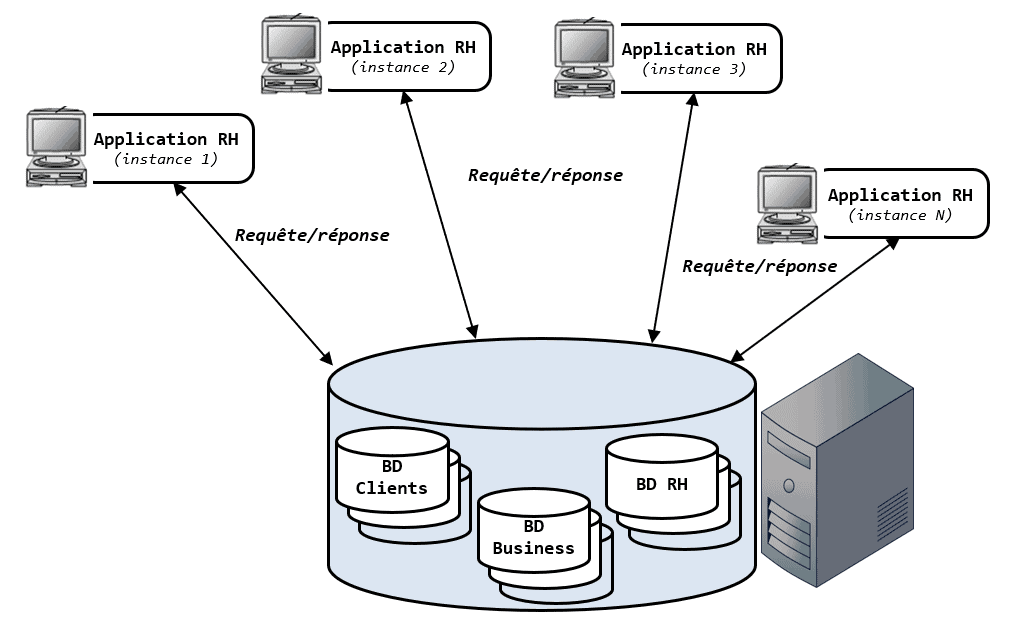 Application RH
(instance 1)
Application RH
(instance 2)
Application RH
(instance 3)
Application RH
(instance N)
Requête/réponse
Requête/réponse
Requête/réponse
BD
Clients
BD
Business
BD RH